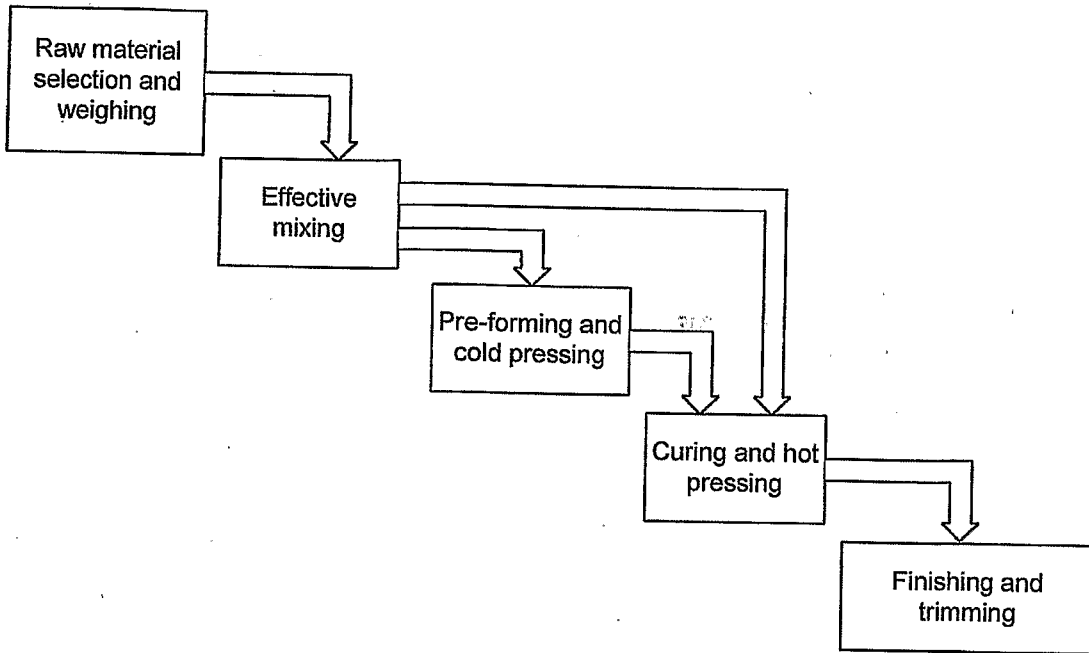 Raw material
selection and
weighing
Effective
mixing
Pre-forming and
cold pressing
Curing and hot
pressing
Finishing and
trimming